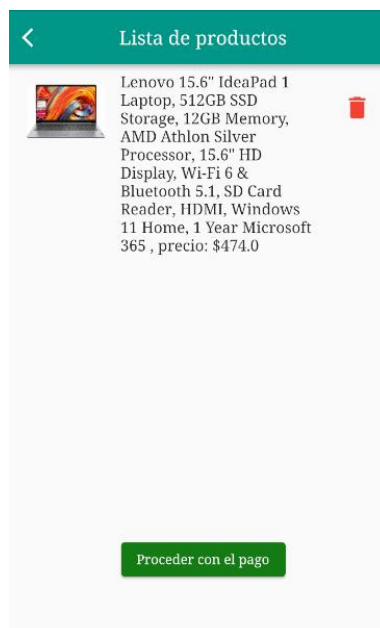 Lista de productos
Lenovo 15.6" IdeaPad 1
Laptop, 512GB SSD
Storage, 12GB Memory,
AMD Athlon Silver
Processor, 15.6" HD
Display, Wi-Fi 6 &
Bluetooth 5.1, SD Card
Reader, HDMI, Windows
11 Home, 1 Year Microsoft
365 , precio: $474.0
Proceder con el pago